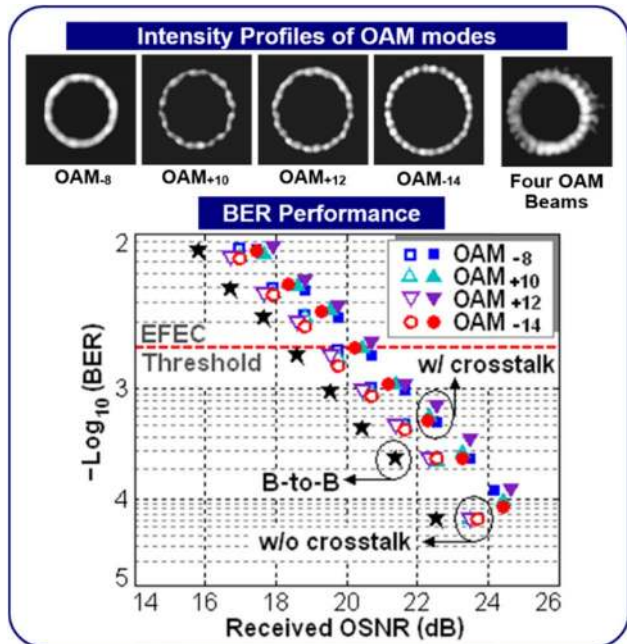 Intensity Profiles of OAM modes
OAM-8
OAM+10
OAM+12
OAM-14
Four OAM
Beams
BER Performance
2
OAM -8
OAM +10
OAM +12
OAM -14
EFEC
Threshold
w/ crosstalk
3
-Log10 (BER)
B-to-B
4
w/o crosstalk
5
14 16 18 20 22 24 26
Received OSNR (dB)